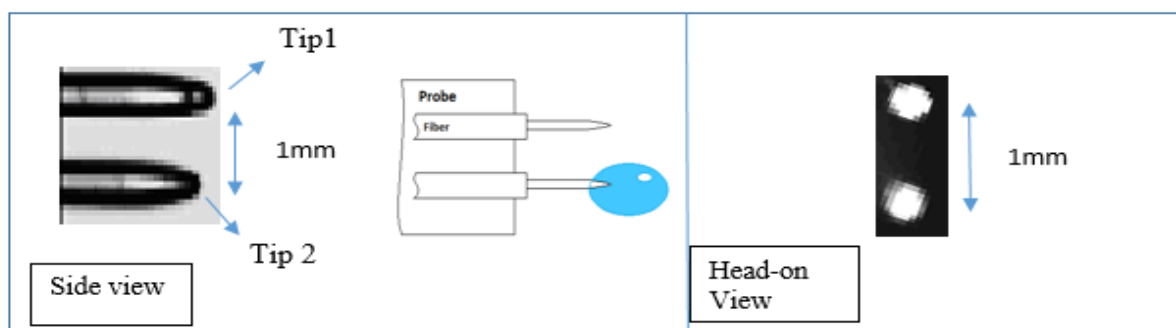 Tip1
1mm
Tip 2
Side view
Probe
Fiber
1mm
Head-on
View